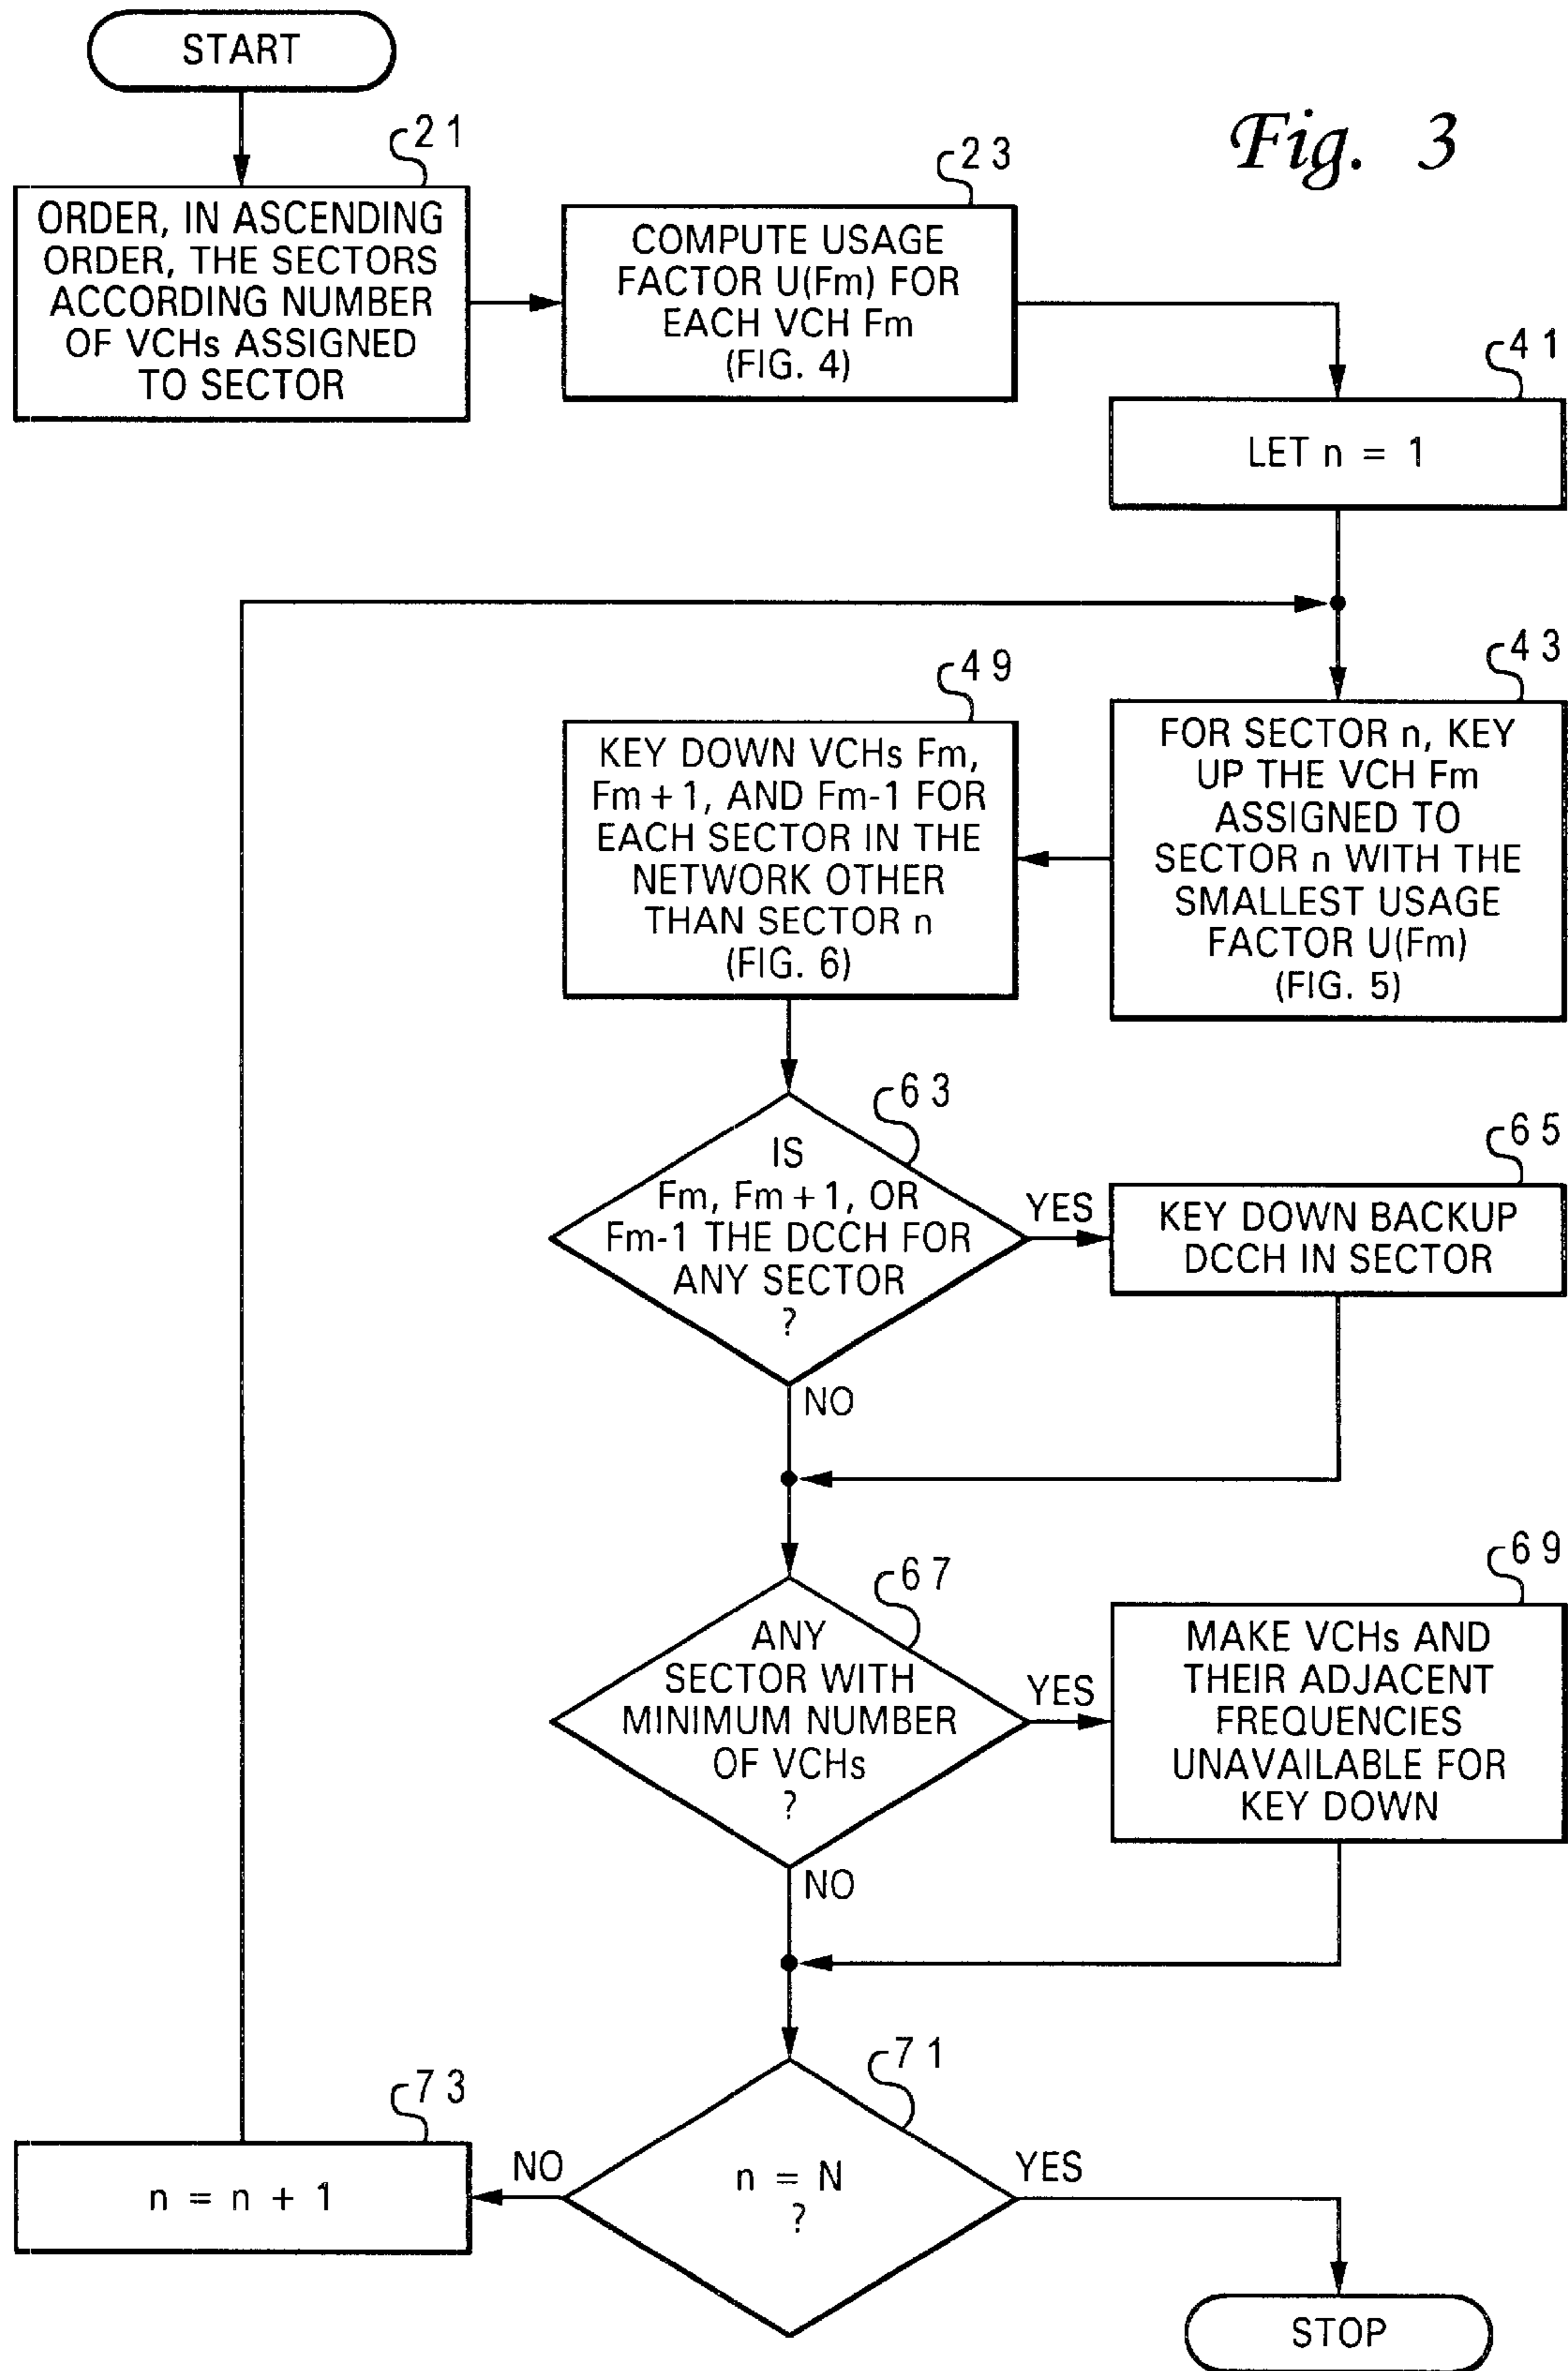 START
Fig. 3
21
ORDER, IN ASCENDING
ORDER, THE SECTORS
ACCORDING NUMBER
OF VCHs ASSIGNED
TO SECTOR
23
COMPUTE USAGE
FACTOR U(Fm) FOR
EACH VCH Fm
(FIG. 4)
41
LET n = 1
43
FOR SECTOR n, KEY
UP THE VCH Fm
ASSIGNED TO
SECTOR n WITH THE
SMALLEST USAGE
FACTOR U(Fm)
(FIG. 5)
49
KEY DOWN VCHs Fm,
Fm + 1, AND Fm-1 FOR
EACH SECTOR IN THE
NETWORK OTHER
THAN SECTOR n
(FIG. 6)
63
IS
Fm, Fm + 1, OR
Fm-1 THE DCCH FOR
ANY SECTOR
?
YES
NO
65
KEY DOWN BACKUP
DCCH IN SECTOR
67
ANY
SECTOR WITH
MINIMUM NUMBER
OF VCHs
?
YES
NO
69
MAKE VCHs AND
THEIR ADJACENT
FREQUENCIES
UNAVAILABLE FOR
KEY DOWN
71
n = N
?
NO
YES
73
n = n + 1
STOP